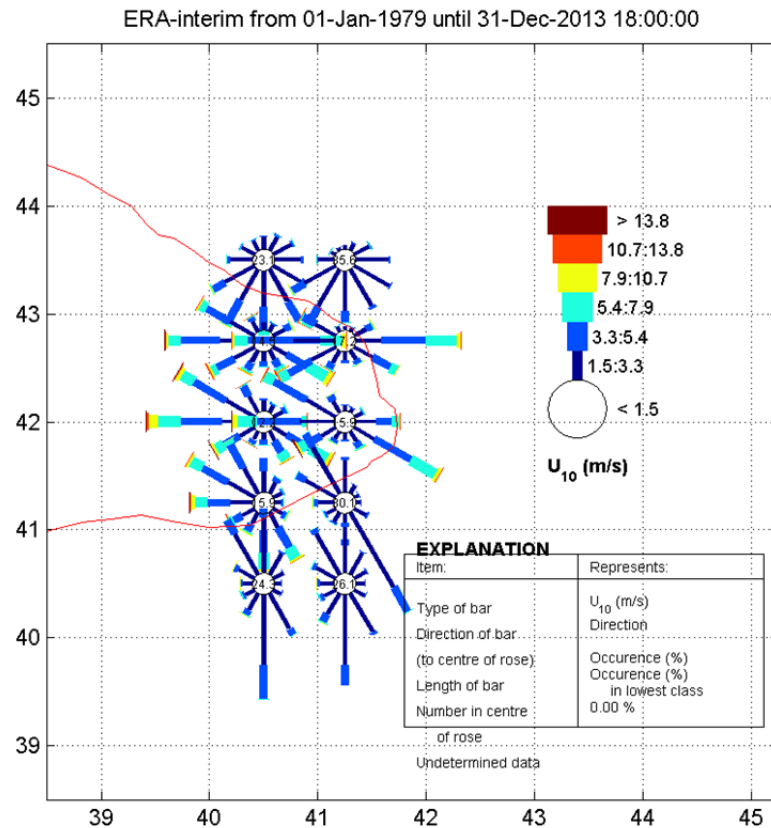 ERA-interim from 01-Jan-1979 until 31-Dec-2013 18:00:00
45
44
43
42
41
40
39
39 40 41 42 43 44 45
> 13.8
10.7:13.8
7.9:10.7
5.4:7.9
3.3:5.4
1.5:3.3
< 1.5
U10 (m/s)
23.1 35.6
5.9
5.9 30.1
24.3 26.1
EXPLANATION
Item: Represents:
Type of bar U10 (m/s)
Direction of bar Direction
(to centre of rose)
Length of bar Occurence (%)
Number in centre Occurence (%)
of rose in lowest class
Undetermined data 0.00 %